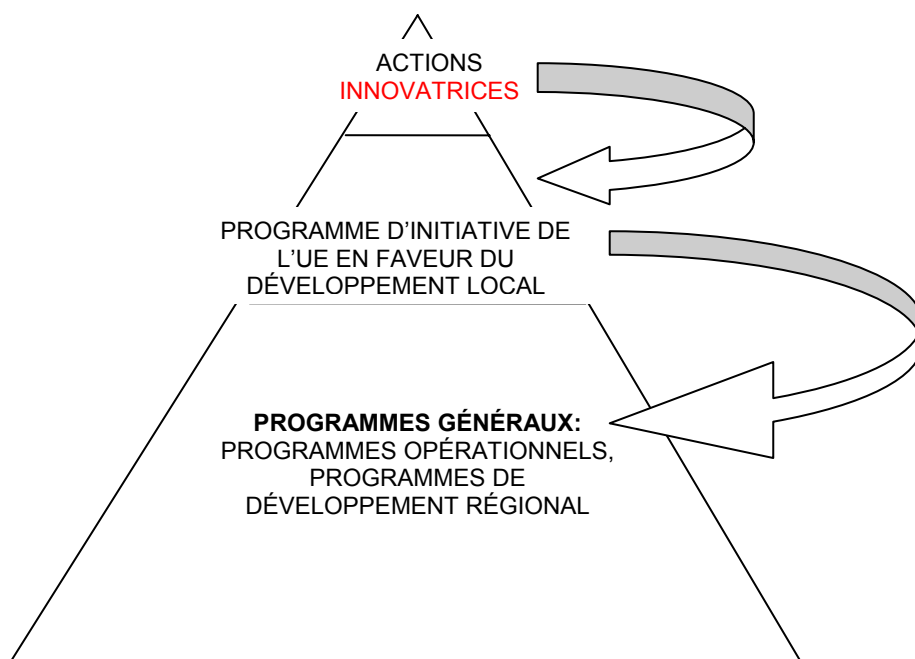 ACTIONS
INNOVATRICES
PROGRAMME D'INITIATIVE DE
L'UE EN FAVEUR DU
DÉVELOPPEMENT LOCAL
PROGRAMMES GÉNÉRAUX:
PROGRAMMES OPÉRATIONNELS,
PROGRAMMES DE
DÉVELOPPEMENT RÉGIONAL